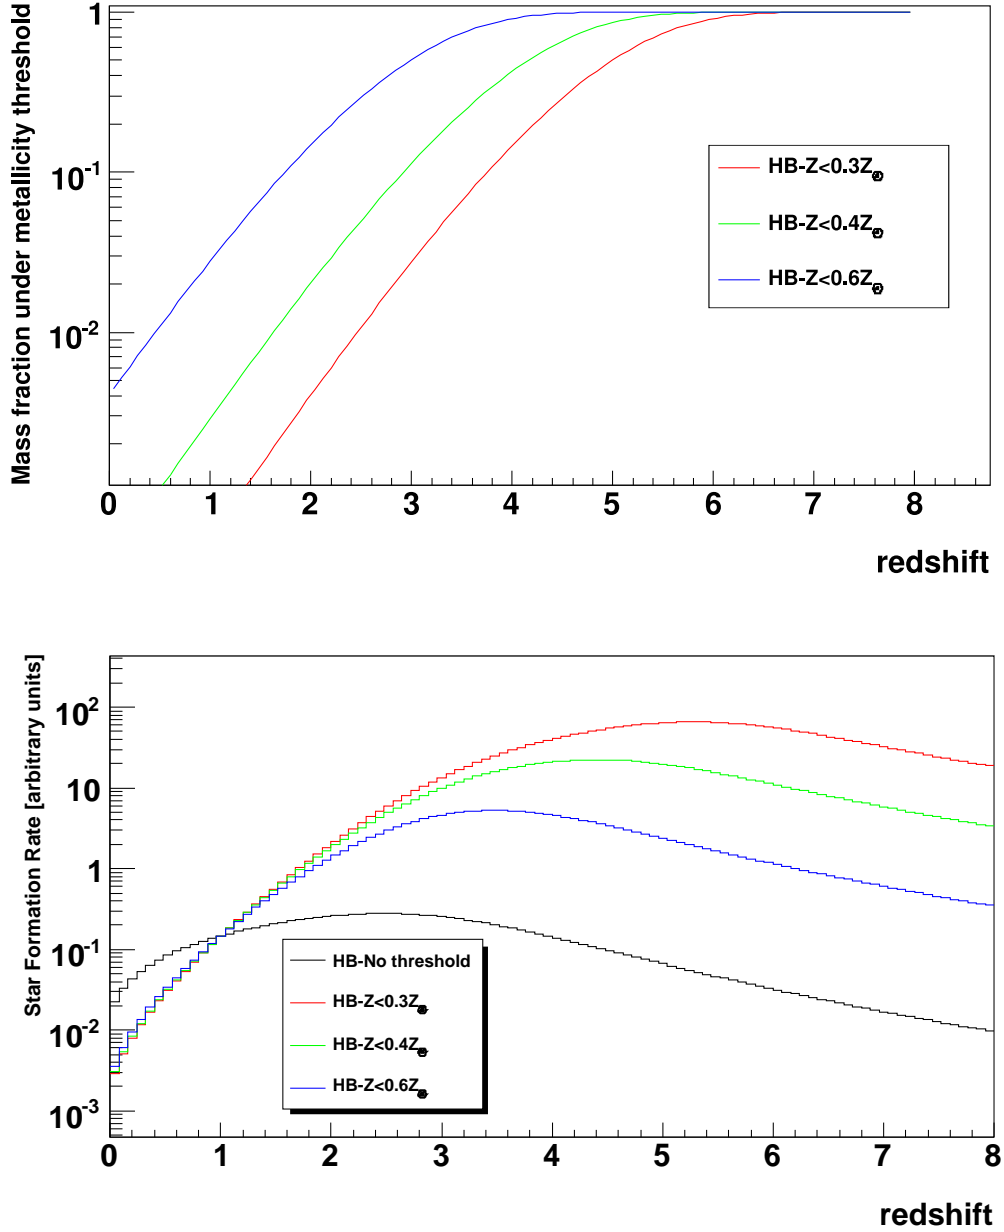 Mass fraction under metallicity threshold
1
10-1
10-2
HB-Z<0.3Z⊙
HB-Z<0.4Z⊙
HB-Z<0.6Z⊙
0 1 2 3 4 5 6 7 8
redshift
Star Formation Rate [arbitrary units]
10^2
10
1
10-1
10-2
10-3
HB-No threshold
HB-Z<0.3Z⊙
HB-Z<0.4Z⊙
HB-Z<0.6Z⊙
0 1 2 3 4 5 6 7 8
redshift